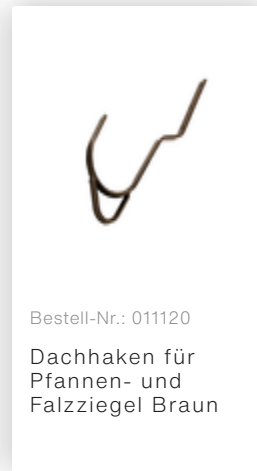 Bestell-Nr.: 011120
Dachhaken für
Pfannen- und
Falzziegel Braun